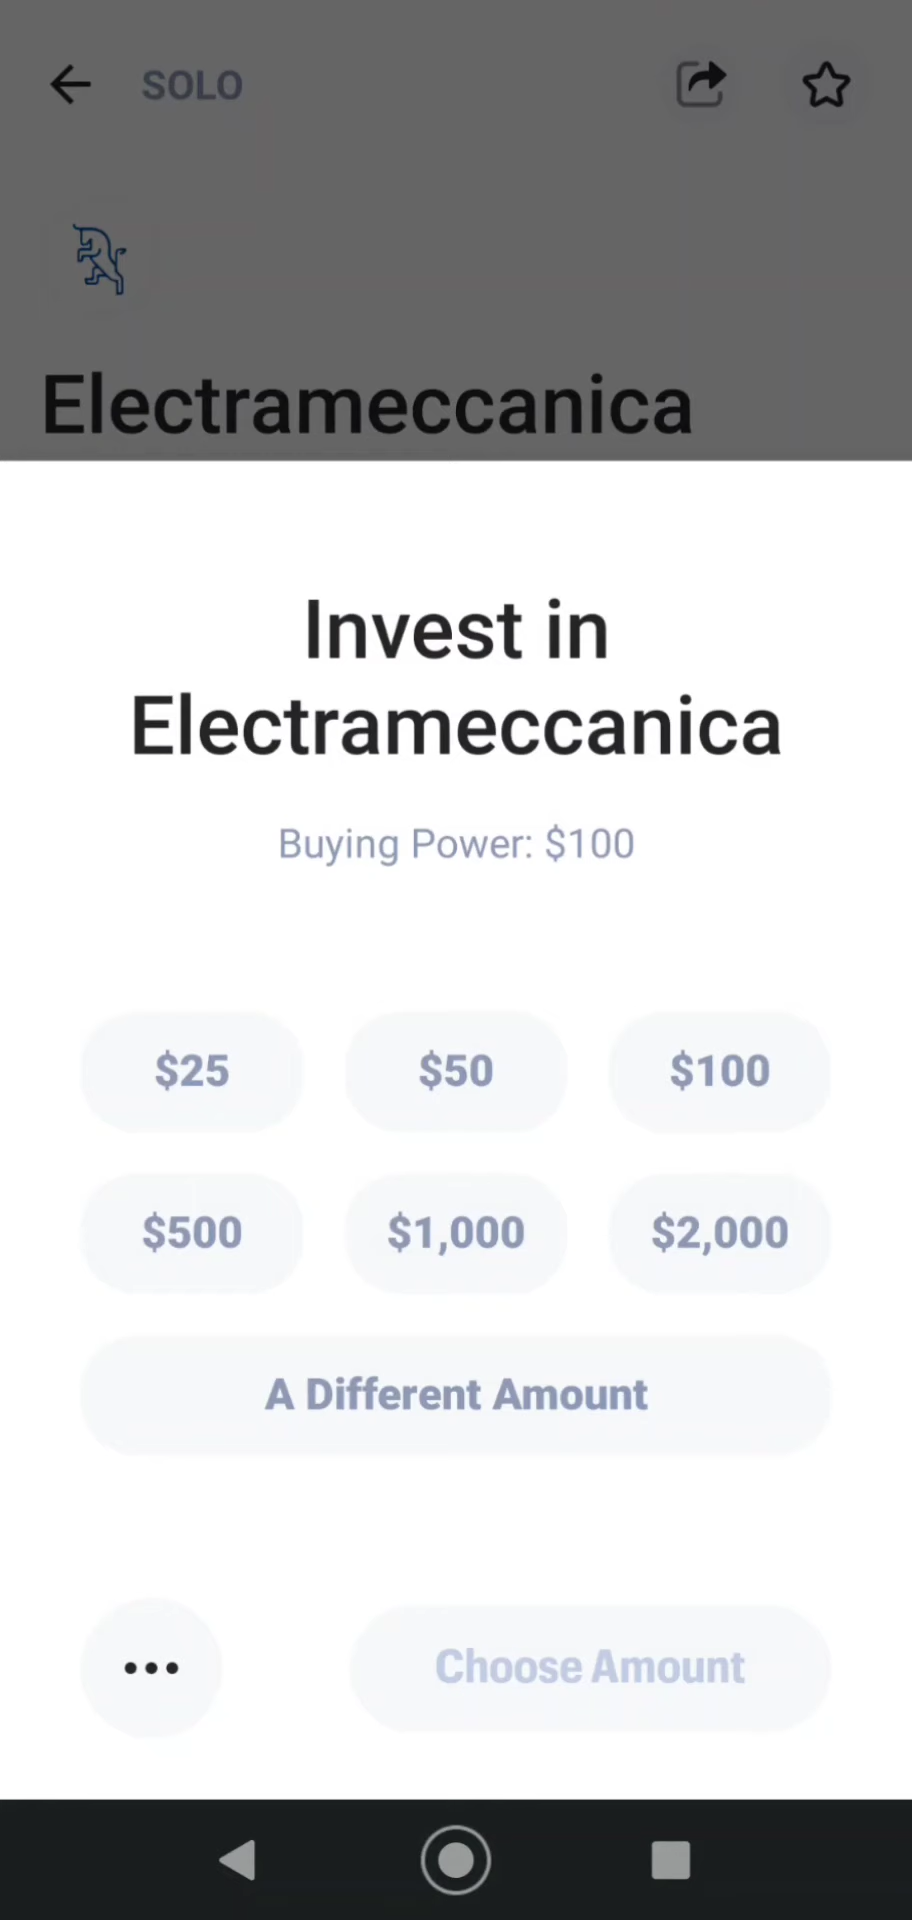 SOLO
Electrameccanica
Invest in
Electrameccanica
Buying Power: $100
$25 $50 $100
$500 $1,000 $2,000
A Different Amount
Choose Amount